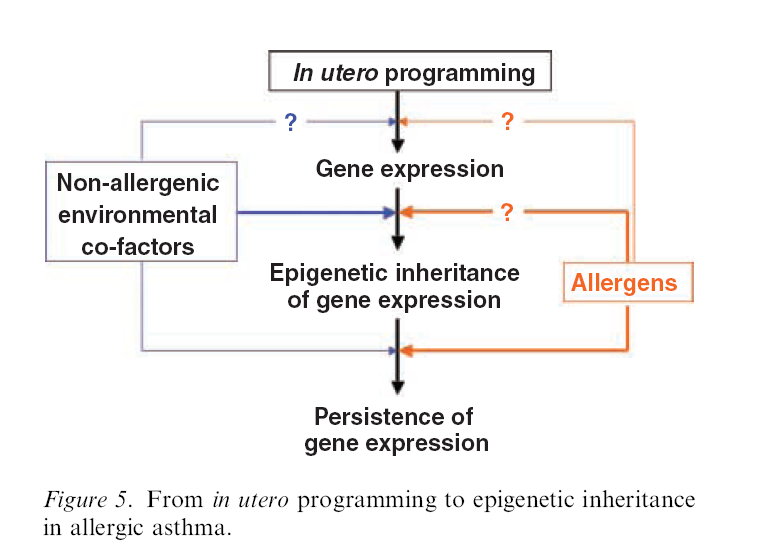 In utero programming
? ?
Gene expression
Non-allergenic
environmental
co-factors
?
Epigenetic inheritance
of gene expression
Allergens
Persistence of
gene expression
Figure 5. From in utero programming to epigenetic inheritance
in allergic asthma.